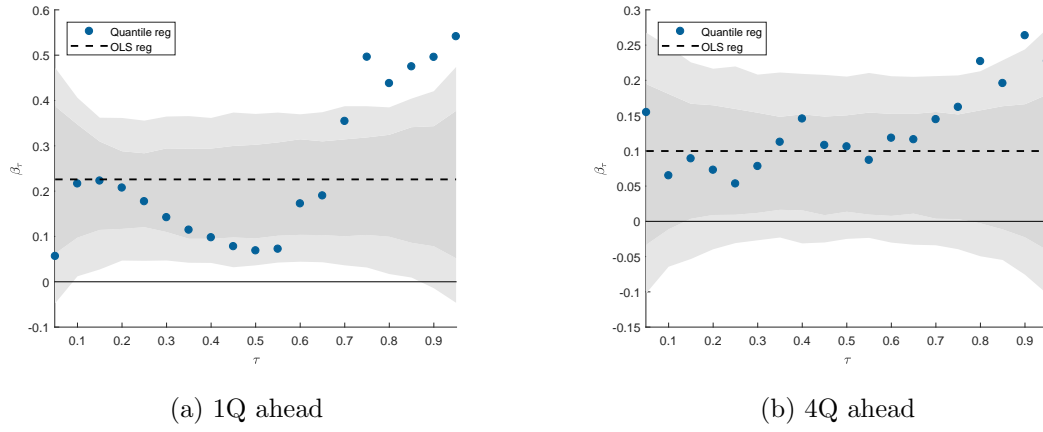 Quantile reg
OLS reg
0.6
0.5
0.4
0.3
0.2
0.1
0
-0.1
β_τ
0.1 0.2 0.3 0.4 0.5 0.6 0.7 0.8 0.9
τ
(a) 1Q ahead
Quantile reg
OLS reg
0.3
0.25
0.2
0.15
0.1
0.05
0
-0.05
-0.1
-0.15
β_τ
0.1 0.2 0.3 0.4 0.5 0.6 0.7 0.8 0.9
τ
(b) 4Q ahead